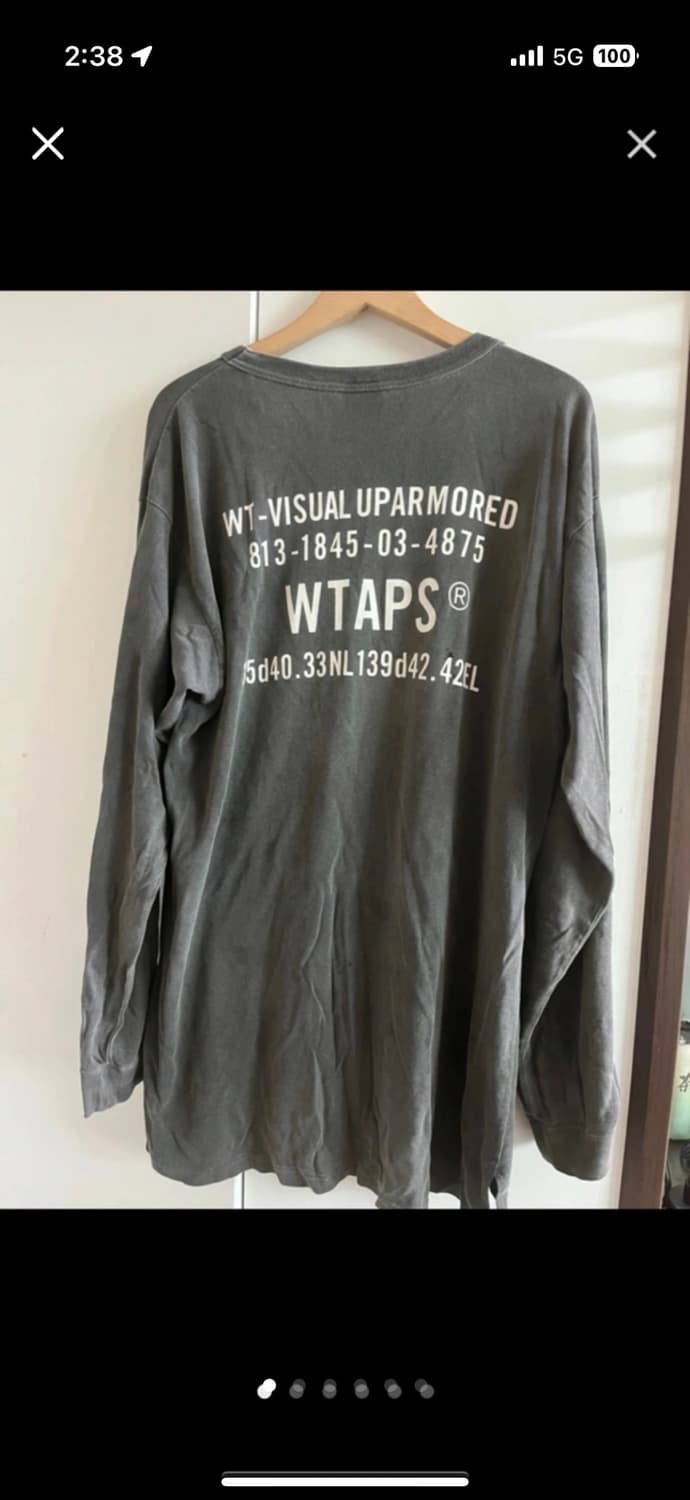 2:38
5G
100
WT-VISUAL UPARMORED
813-1845-03-4875
WTAPS®
5d40.33NL139d42.42EL